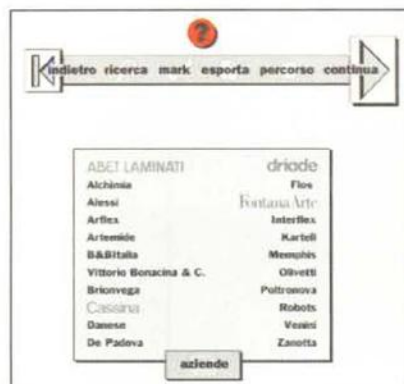 ?
indietro ricerca mark esporta percorso continua
ABET LAMINATI
Alchimia
Alessi
Arflex
Artemide
B&BItalia
Vittorio Bonacina & C.
Brionvega
Cassina
Danese
De Padova
driade
Flos
FontanaArte
Interflex
Kartell
Memphis
Olivetti
Poltronova
Robots
Venini
Zanotta
aziende